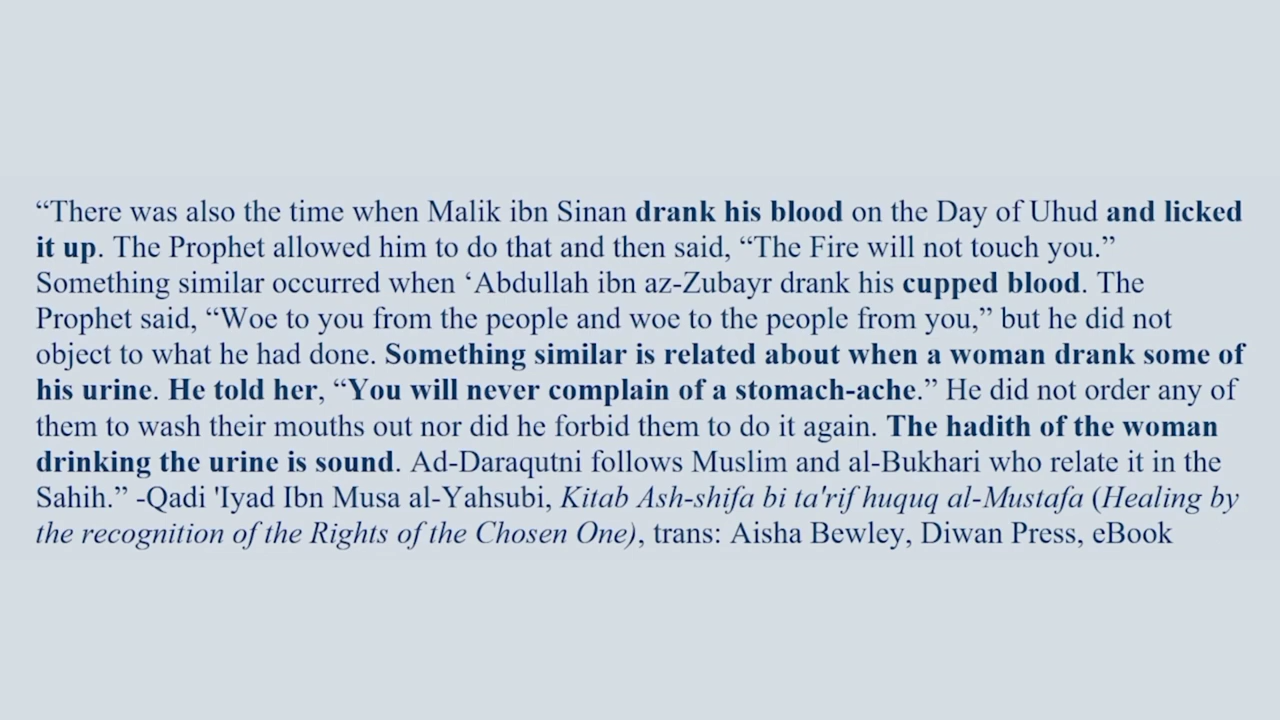 “There was also the time when Malik ibn Sinan drank his blood on the Day of Uhud and licked
it up. The Prophet allowed him to do that and then said, “The Fire will not touch you.”
Something similar occurred when ‘Abdullah ibn az-Zubayr drank his cupped blood. The
Prophet said, “Woe to you from the people and woe to the people from you,” but he did not
object to what he had done. Something similar is related about when a woman drank some of
his urine. He told her, “You will never complain of a stomach-ache.” He did not order any of
them to wash their mouths out nor did he forbid them to do it again. The hadith of the woman
drinking the urine is sound. Ad-Daraqutni follows Muslim and al-Bukhari who relate it in the
Sahih.” -Qadi 'Iyad Ibn Musa al-Yahsubi, Kitab Ash-shifa bi ta'rif huquq al-Mustafa (Healing by
the recognition of the Rights of the Chosen One), trans: Aisha Bewley, Diwan Press, eBook